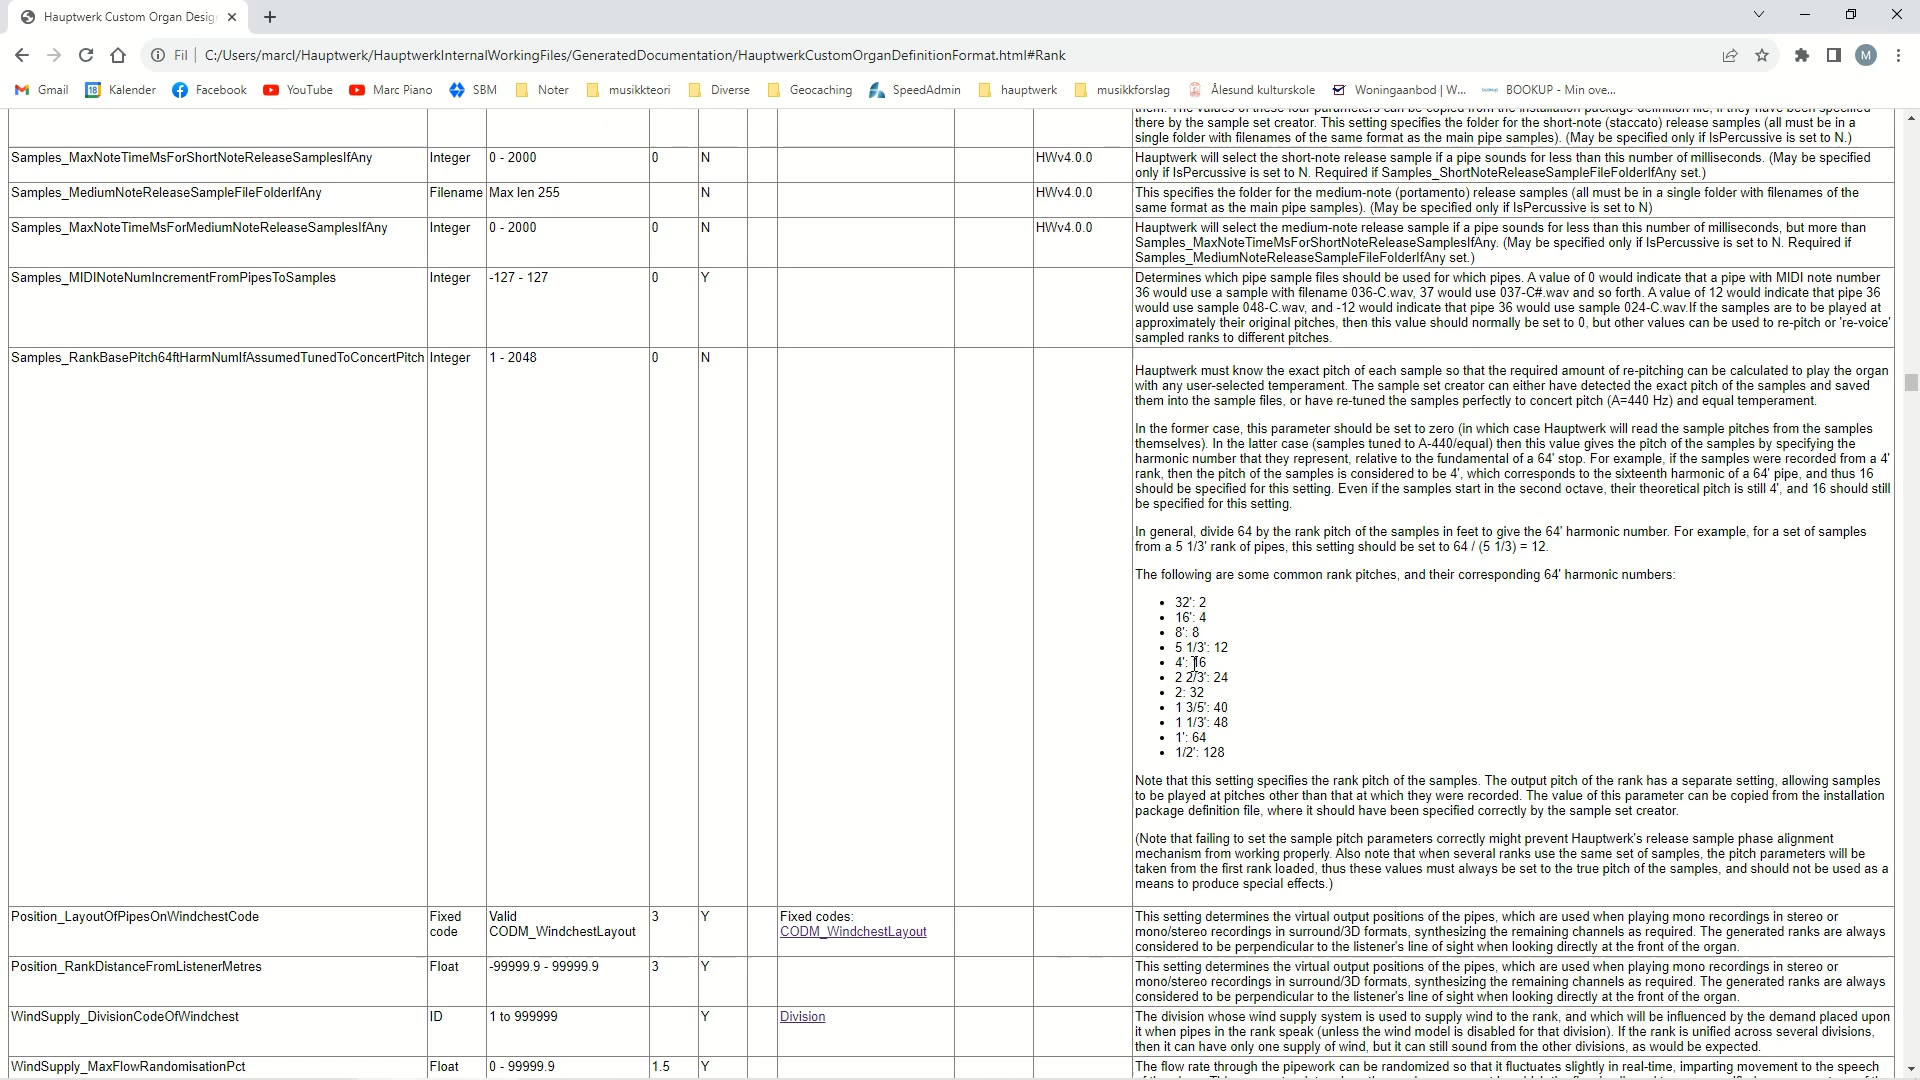 Hauptwerk Custom Organ Desig
Fil C:/Users/marcl/Hauptwerk/HauptwerkInternalWorkingFiles/GeneratedDocumentation/HauptwerkCustomOrganDefinitionFormat.html#Rank
M
Gmail 18 Kalender Facebook YouTube Marc Piano SBM Noter musikkteori Diverse Geocaching SpeedAdmin hauptwerk musikkforslag Ålesund kulturskole Woningaanbod | W... BOOKUP - Min ove...
them. The values of these four parameters can be copied from the installation package definition file, if they have been specified
there by the sample set creator. This setting specifies the folder for the short-note (staccato) release samples (all must be in a
single folder with filenames of the same format as the main pipe samples). (May be specified only if IsPercussive is set to N.)
Samples_MaxNoteTimeMsForShortNoteReleaseSamplesIfAny Integer 0 - 2000 0 N HWv4.0.0 Hauptwerk will select the short-note release sample if a pipe sounds for less than this number of milliseconds. (May be specified
only if IsPercussive is set to N. Required if Samples_ShortNoteReleaseSampleFileFolderIfAny set.)
Samples_MediumNoteReleaseSampleFileFolderIfAny Filename Max len 255 N HWv4.0.0 This specifies the folder for the medium-note (portamento) release samples (all must be in a single folder with filenames of the
same format as the main pipe samples). (May be specified only if IsPercussive is set to N)
Samples_MaxNoteTimeMsForMediumNoteReleaseSamplesIfAny Integer 0 - 2000 0 N HWv4.0.0 Hauptwerk will select the medium-note release sample if a pipe sounds for less than this number of milliseconds, but more than
Samples_MaxNoteTimeMsForShortNoteReleaseSamplesIfAny. (May be specified only if IsPercussive is set to N. Required if
Samples_MediumNoteReleaseSampleFileFolderIfAny set.)
Samples_MIDINoteNumIncrementFromPipesToSamples Integer -127 - 127 0 Y Determines which pipe sample files should be used for which pipes. A value of 0 would indicate that a pipe with MIDI note number
36 would use a sample with filename 036-C.wav, 37 would use 037-C#.wav and so forth. A value of 12 would indicate that pipe 36
would use sample 048-C.wav, and -12 would indicate that pipe 36 would use sample 024-C.wav.If the samples are to be played at
approximately their original pitches, then this value should normally be set to 0, but other values can be used to re-pitch or 're-voice'
sampled ranks to different pitches.
Samples_RankBasePitch64ftHarmNumIfAssumedTunedToConcertPitch Integer 1 - 2048 0 N
Hauptwerk must know the exact pitch of each sample so that the required amount of re-pitching can be calculated to play the organ
with any user-selected temperament. The sample set creator can either have detected the exact pitch of the samples and saved
them into the sample files, or have re-tuned the samples perfectly to concert pitch (A=440 Hz) and equal temperament.
In the former case, this parameter should be set to zero (in which case Hauptwerk will read the sample pitches from the samples
themselves). In the latter case (samples tuned to A-440/equal) then this value gives the pitch of the samples by specifying the
harmonic number that they represent, relative to the fundamental of a 64' stop. For example, if the samples were recorded from a 4'
rank, then the pitch of the samples is considered to be 4', which corresponds to the sixteenth harmonic of a 64' pipe, and thus 16
should be specified for this setting. Even if the samples start in the second octave, their theoretical pitch is still 4', and 16 should still
be specified for this setting.
In general, divide 64 by the rank pitch of the samples in feet to give the 64' harmonic number. For example, for a set of samples
from a 5 1/3' rank of pipes, this setting should be set to 64 / (5 1/3) = 12.
The following are some common rank pitches, and their corresponding 64' harmonic numbers:
• 32': 2
• 16': 4
• 8': 8
• 5 1/3': 12
• 4': 16
• 2 2/3': 24
• 2: 32
• 1 3/5': 40
• 1 1/3': 48
• 1': 64
• 1/2': 128
Note that this setting specifies the rank pitch of the samples. The output pitch of the rank has a separate setting, allowing samples
to be played at pitches other than that at which they were recorded. The value of this parameter can be copied from the installation
package definition file, where it should have been specified correctly by the sample set creator.
(Note that failing to set the sample pitch parameters correctly might prevent Hauptwerk's release sample phase alignment
mechanism from working properly. Also note that when several ranks use the same set of samples, the pitch parameters will be
taken from the first rank loaded, thus these values must always be set to the true pitch of the samples, and should not be used as a
means to produce special effects.)
Position_LayoutOfPipesOnWindchestCode Fixed code Valid CODM_WindchestLayout 3 Y Fixed codes: CODM_WindchestLayout This setting determines the virtual output positions of the pipes, which are used when playing mono recordings in stereo or
mono/stereo recordings in surround/3D formats, synthesizing the remaining channels as required. The generated ranks are always
considered to be perpendicular to the listener's line of sight when looking directly at the front of the organ.
Position_RankDistanceFromListenerMetres Float -99999.9 - 99999.9 3 Y This setting determines the virtual output positions of the pipes, which are used when playing mono recordings in stereo or
mono/stereo recordings in surround/3D formats, synthesizing the remaining channels as required. The generated ranks are always
considered to be perpendicular to the listener's line of sight when looking directly at the front of the organ.
WindSupply_DivisionCodeOfWindchest ID 1 to 999999 Y Division The division whose wind supply system is used to supply wind to the rank, and which will be influenced by the demand placed upon
it when pipes in the rank speak (unless the wind model is disabled for that division). If the rank is unified across several divisions,
then it can have only one supply of wind, but it can still sound from the other divisions, as would be expected.
WindSupply_MaxFlowRandomisationPct Float 0 - 99999.9 1.5 Y The flow rate through the pipework can be randomized so that it fluctuates slightly in real-time, imparting movement to the speech